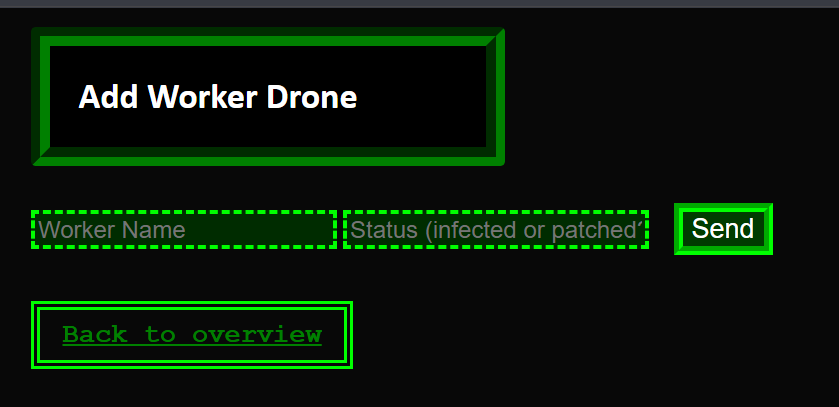 Add Worker Drone
Worker Name
Status (infected or patched
Send
Back to overview